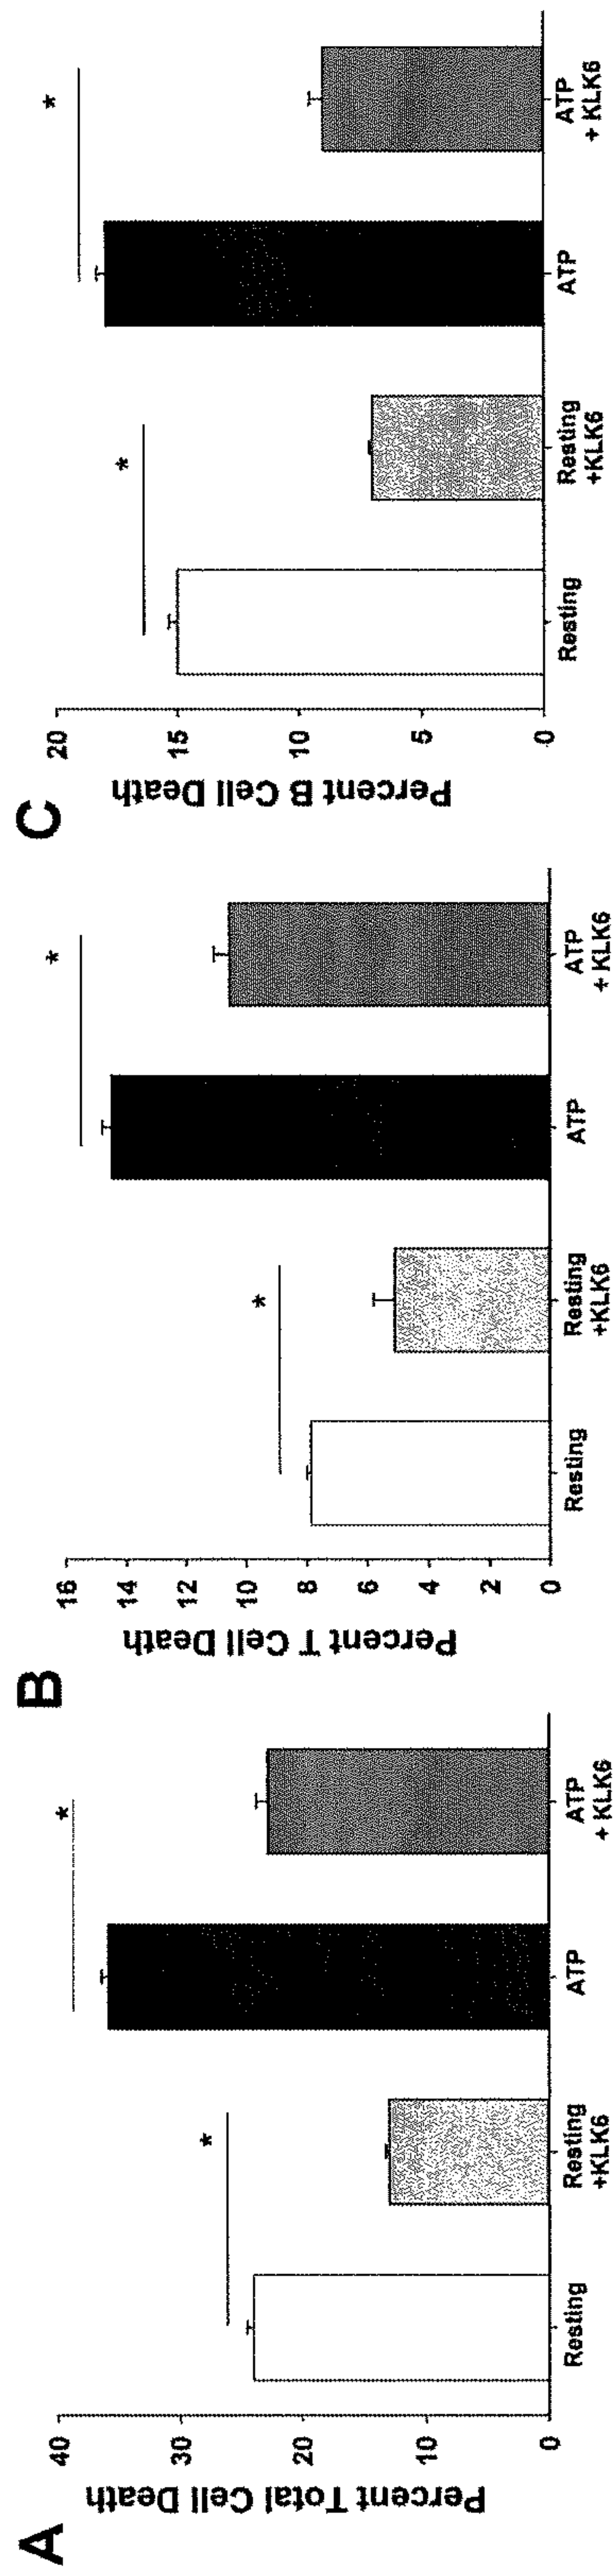 A
Percent Total Cell Death
40
30
20
10
0
*
*
Resting
Resting
+KLK6
ATP
ATP
+ KLK6
B
Percent T Cell Death
16
14
12
10
8
6
4
2
0
*
*
Resting
Resting
+KLK6
ATP
ATP
+ KLK6
C
Percent B Cell Death
20
15
10
5
0
*
*
Resting
Resting
+KLK6
ATP
ATP
+ KLK6